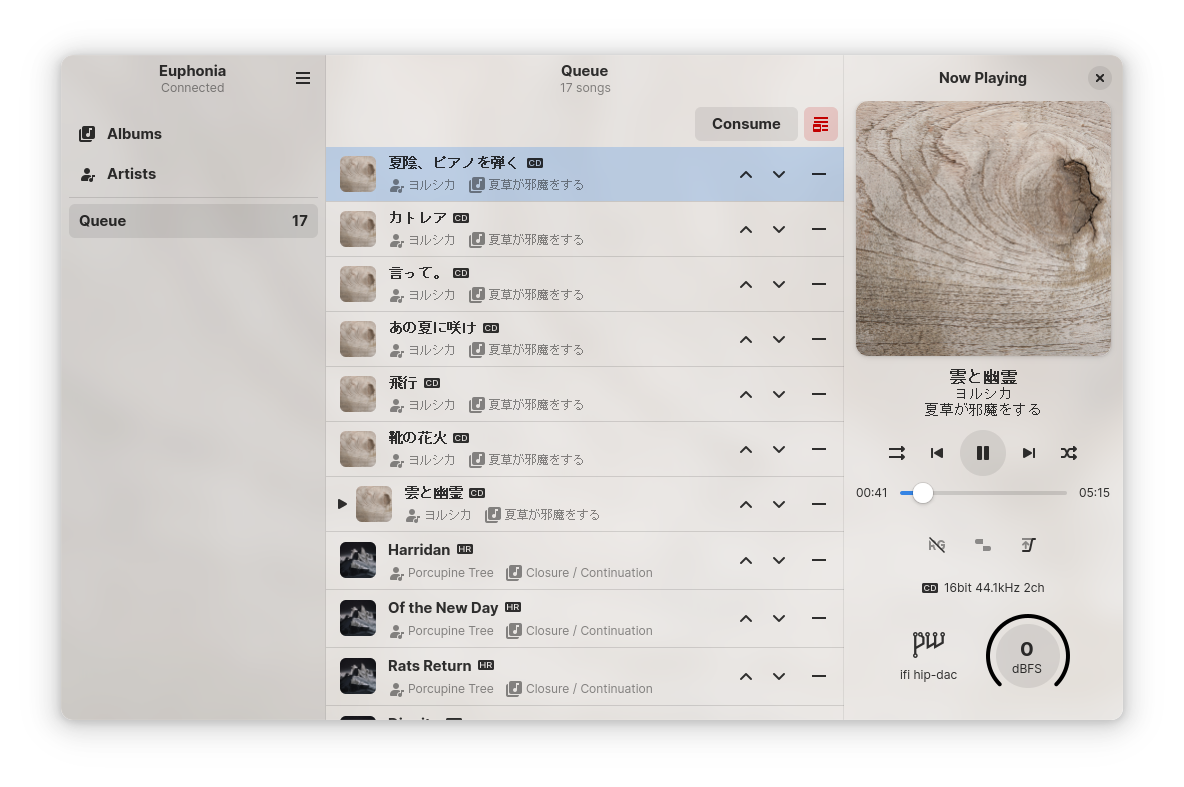 Euphonia
Connected
Albums
Artists
Queue 17
Queue
17 songs
Consume
夏陰、ピアノを弾く CD
ヨルシカ 夏草が邪魔をする
カトレア CD
ヨルシカ 夏草が邪魔をする
言って。 CD
ヨルシカ 夏草が邪魔をする
あの夏に咲け CD
ヨルシカ 夏草が邪魔をする
飛行 CD
ヨルシカ 夏草が邪魔をする
靴の花火 CD
ヨルシカ 夏草が邪魔をする
雲と幽霊 CD
ヨルシカ 夏草が邪魔をする
Harridan HR
Porcupine Tree Closure / Continuation
Of the New Day HR
Porcupine Tree Closure / Continuation
Rats Return HR
Porcupine Tree Closure / Continuation
Now Playing
雲と幽霊
ヨルシカ
夏草が邪魔をする
00:41 05:15
RG
CD 16bit 44.1kHz 2ch
pw
ifi hip-dac
0
dBFS